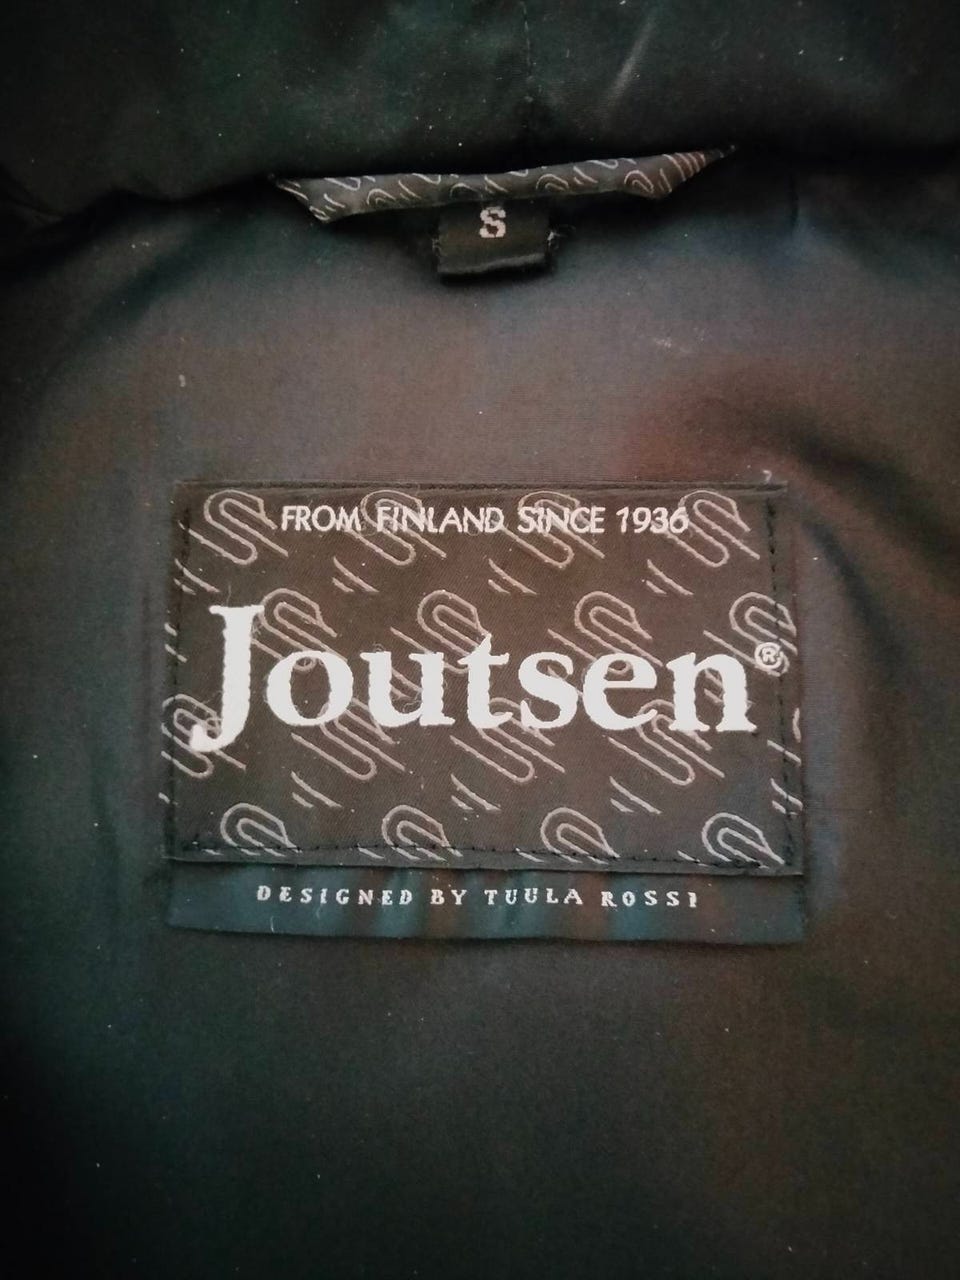 S
FROM FINLAND SINCE 1936
Joutsen®
DESIGNED BY TUULA ROSSI